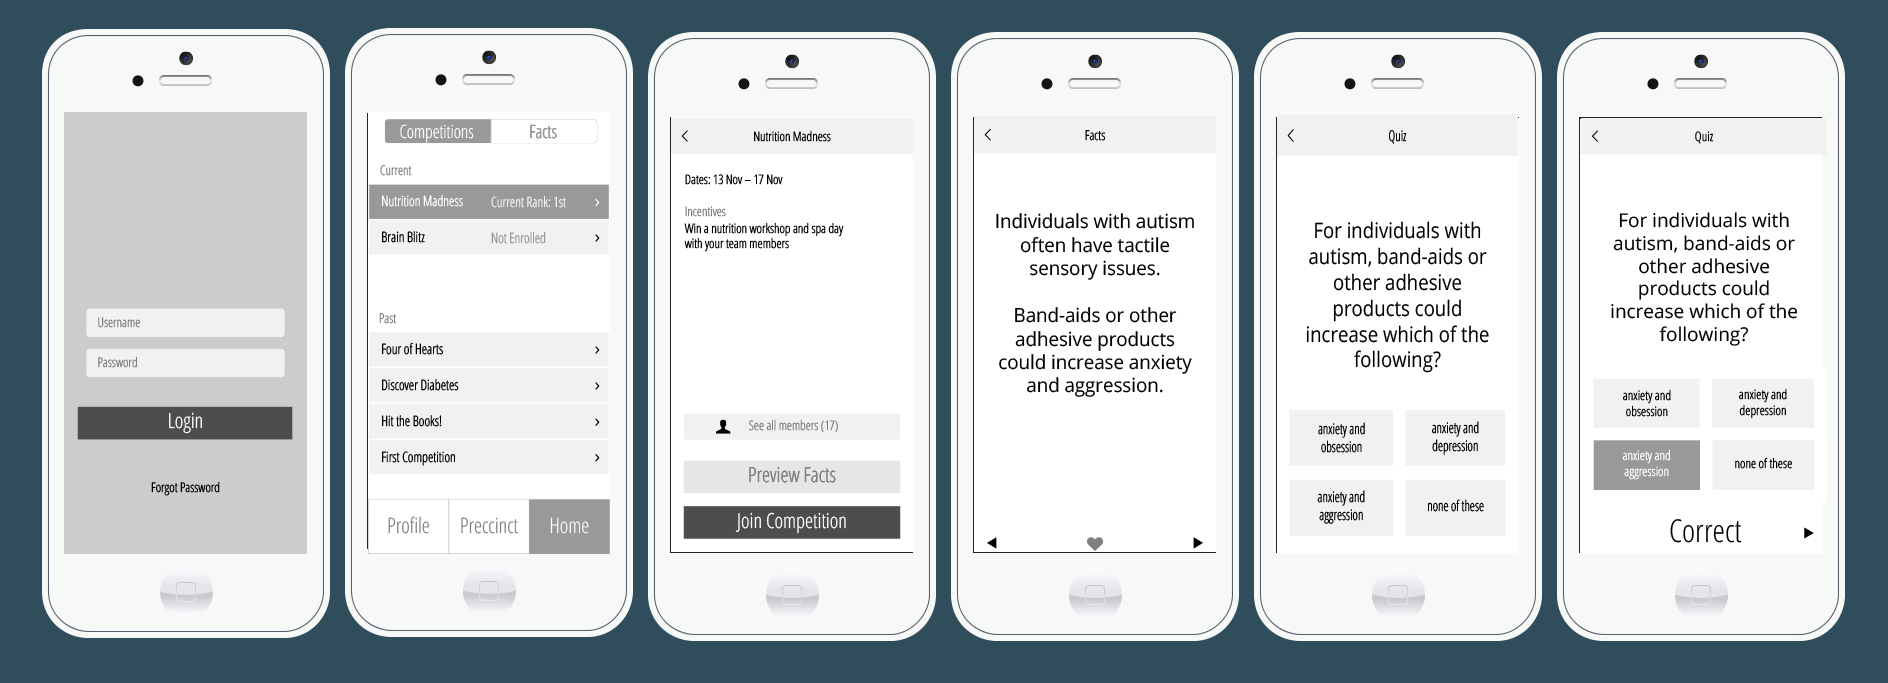 Username
Password
Login
Forgot Password
Competitions Facts
Current
Nutrition Madness Current Rank: 1st
Brain Blitz Not Enrolled
Past
Four of Hearts
Discover Diabetes
Hit the Books!
First Competition
Profile Preccinct Home
Nutrition Madness
Dates: 13 Nov – 17 Nov
Incentives
Win a nutrition workshop and spa day
with your team members
See all members (17)
Preview Facts
Join Competition
Facts
Individuals with autism
often have tactile
sensory issues.
Band-aids or other
adhesive products
could increase anxiety
and aggression.
Quiz
For individuals with
autism, band-aids or
other adhesive
products could
increase which of the
following?
anxiety and
obsession
anxiety and
depression
anxiety and
aggression
none of these
Quiz
For individuals with
autism, band-aids or
other adhesive
products could
increase which of the
following?
anxiety and
obsession
anxiety and
depression
anxiety and
aggression
none of these
Correct